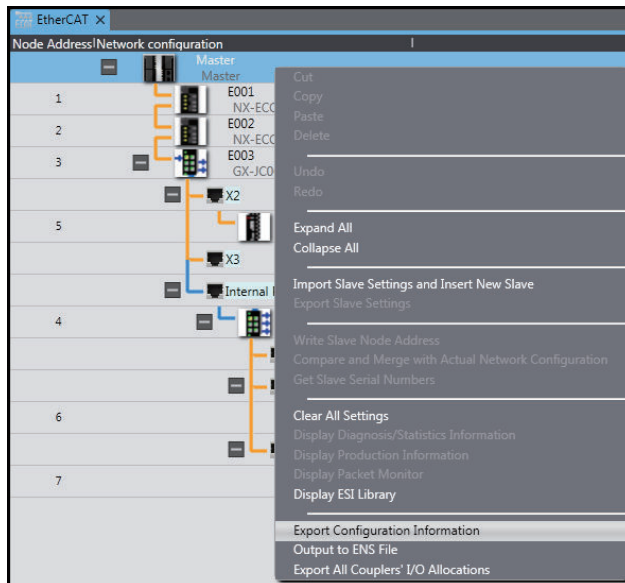 EtherCAT
Node Address Network configuration
Master
Master
Cut
1 E001
NX-ECC
Copy
Paste
2 E002
NX-ECC
Delete
3 E003
GX-JC0
Undo
X2
Redo
5
Expand All
Collapse All
X3
Internal
Import Slave Settings and Insert New Slave
Export Slave Settings
4
Write Slave Node Address
Compare and Merge with Actual Network Configuration
Get Slave Serial Numbers
6
Clear All Settings
Display Diagnosis/Statistics Information
Display Production Information
Display Packet Monitor
7
Display ESI Library
Export Configuration Information
Output to ENS File
Export All Couplers' I/O Allocations